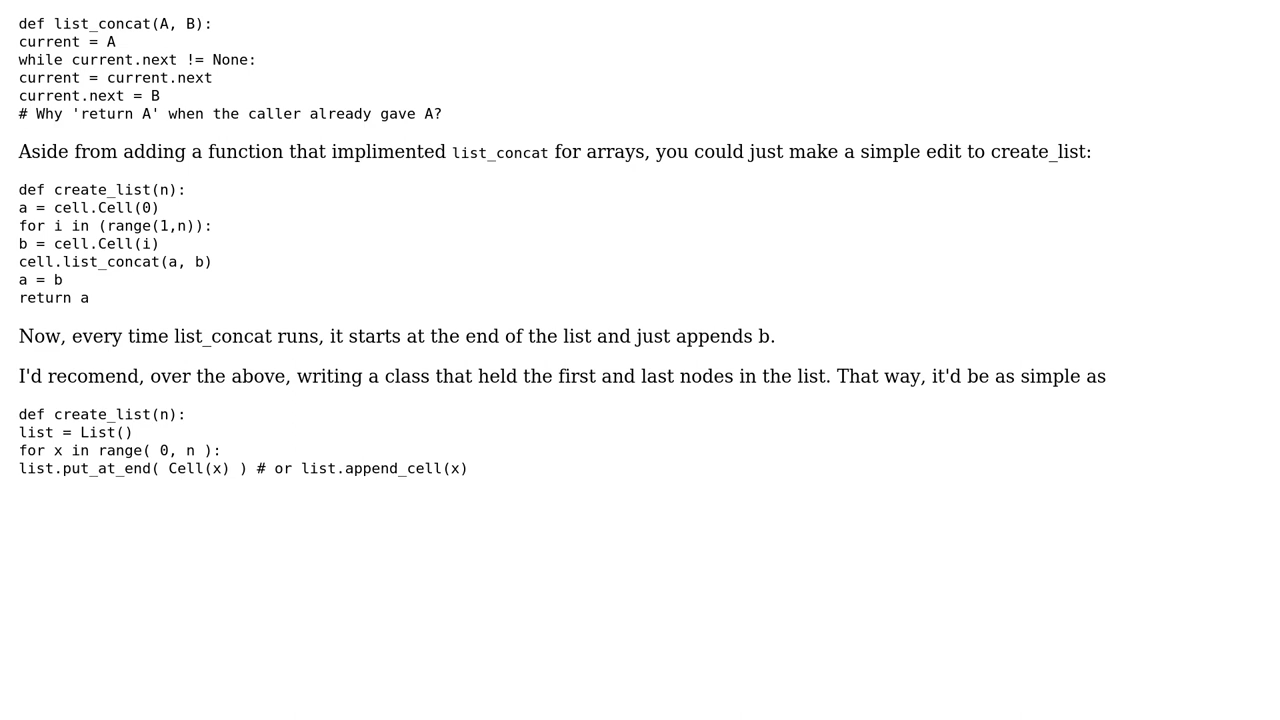 def list_concat(A, B):
current = A
while current.next != None:
current = current.next
current.next = B
# Why 'return A' when the caller already gave A?
Aside from adding a function that implimented list_concat for arrays, you could just make a simple edit to create_list:
def create_list(n):
a = cell.Cell(0)
for i in (range(1,n)):
b = cell.Cell(i)
cell.list_concat(a, b)
a = b
return a
Now, every time list_concat runs, it starts at the end of the list and just appends b.
I'd recomend, over the above, writing a class that held the first and last nodes in the list. That way, it'd be as simple as
def create_list(n):
list = List()
for x in range( 0, n ):
list.put_at_end( Cell(x) ) # or list.append_cell(x)